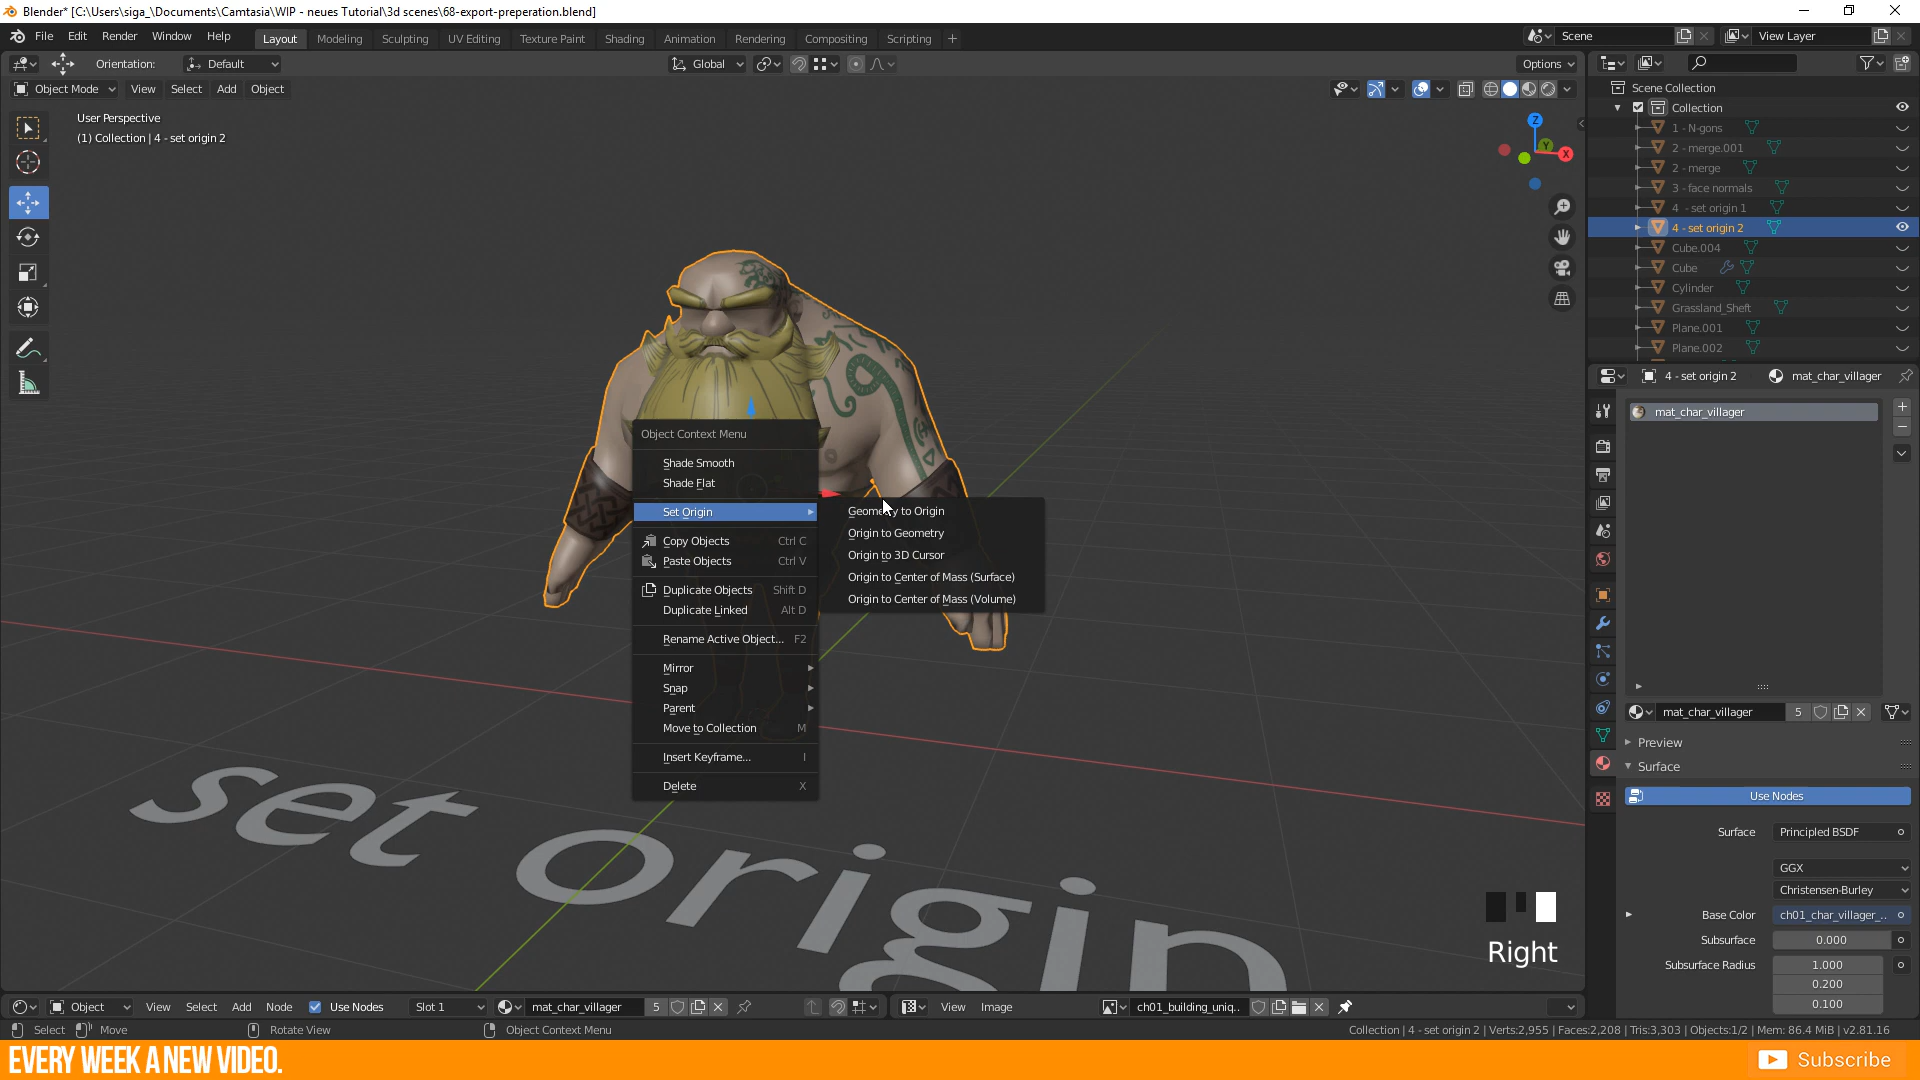 Blender* [C:\Users\siga_\Documents\Camtasia\WIP - neues Tutorial\3d scenes\68-export-preperation.blend]
File Edit Render Window Help
Layout Modeling Sculpting UV Editing Texture Paint Shading Animation Rendering Compositing Scripting +
Scene
View Layer
Orientation: Default
Global
Options
Object Mode View Select Add Object
User Perspective
(1) Collection | 4 - set origin 2
Z
Y
X
Scene Collection
Collection
1 - N-gons
2 - merge.001
2 - merge
3 - face normals
4 - set origin 1
4 - set origin 2
Cube.004
Cube
Cylinder
Grassland_Sheft
Plane.001
Plane.002
4 - set origin 2 mat_char_villager
mat_char_villager
Object Context Menu
Shade Smooth
Shade Flat
Set Origin
Copy Objects Ctrl C
Paste Objects Ctrl V
Duplicate Objects Shift D
Duplicate Linked Alt D
Rename Active Object... F2
Mirror
Snap
Parent
Move to Collection M
Insert Keyframe... I
Delete X
Geometry to Origin
Origin to Geometry
Origin to 3D Cursor
Origin to Center of Mass (Surface)
Origin to Center of Mass (Volume)
mat_char_villager 5
Preview
Surface
Use Nodes
Surface Principled BSDF
GGX
Christensen-Burley
Base Color ch01_char_villager_..
Subsurface 0.000
Subsurface Radius 1.000
0.200
0.100
set origin
Right
Object View Select Add Node Use Nodes Slot 1 mat_char_villager 5
View Image ch01_building_uniq..
Select Move Rotate View Object Context Menu
Collection | 4 - set origin 2 | Verts:2,955 | Faces:2,208 | Tris:3,303 | Objects:1/2 | Mem: 86.4 MiB | v2.81.16
EVERY WEEK A NEW VIDEO.
Subscribe